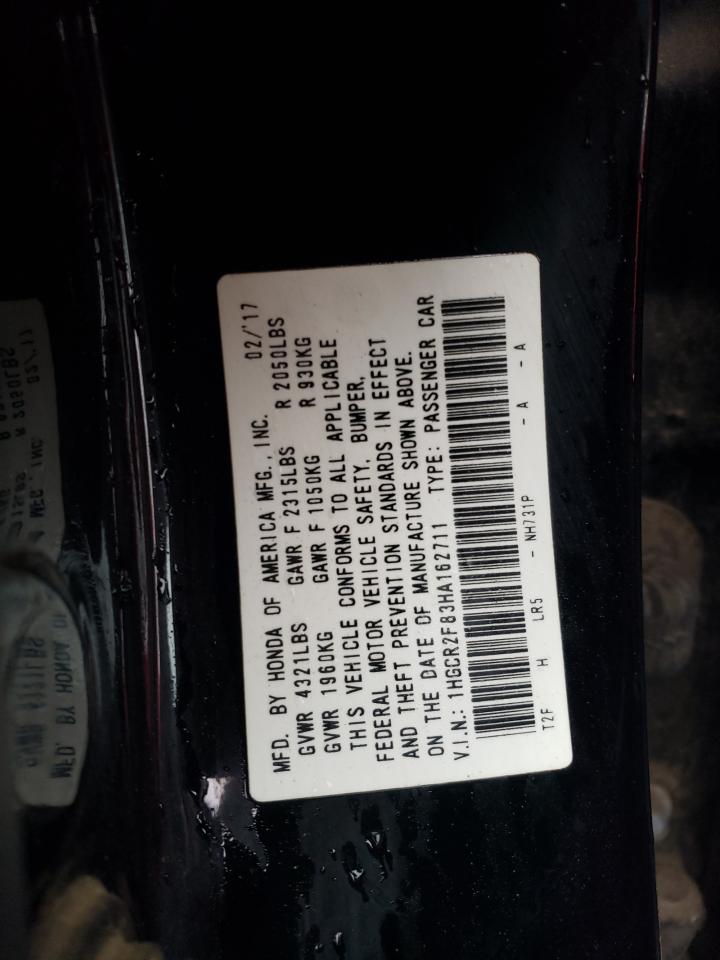 MFD. BY HONDA OF AMERICA MFG., INC. 02/'17
GVWR 4321LBS GAWR F 2315LBS R 2050LBS
GVWR 1960KG GAWR F 1050KG R 930KG
THIS VEHICLE CONFORMS TO ALL APPLICABLE
FEDERAL MOTOR VEHICLE SAFETY, BUMPER,
AND THEFT PREVENTION STANDARDS IN EFFECT
ON THE DATE OF MANUFACTURE SHOWN ABOVE.
V.I.N.: 1HGCR2F83HA162711 TYPE: PASSENGER CAR
T2F H LR5 - NH731P - A - A